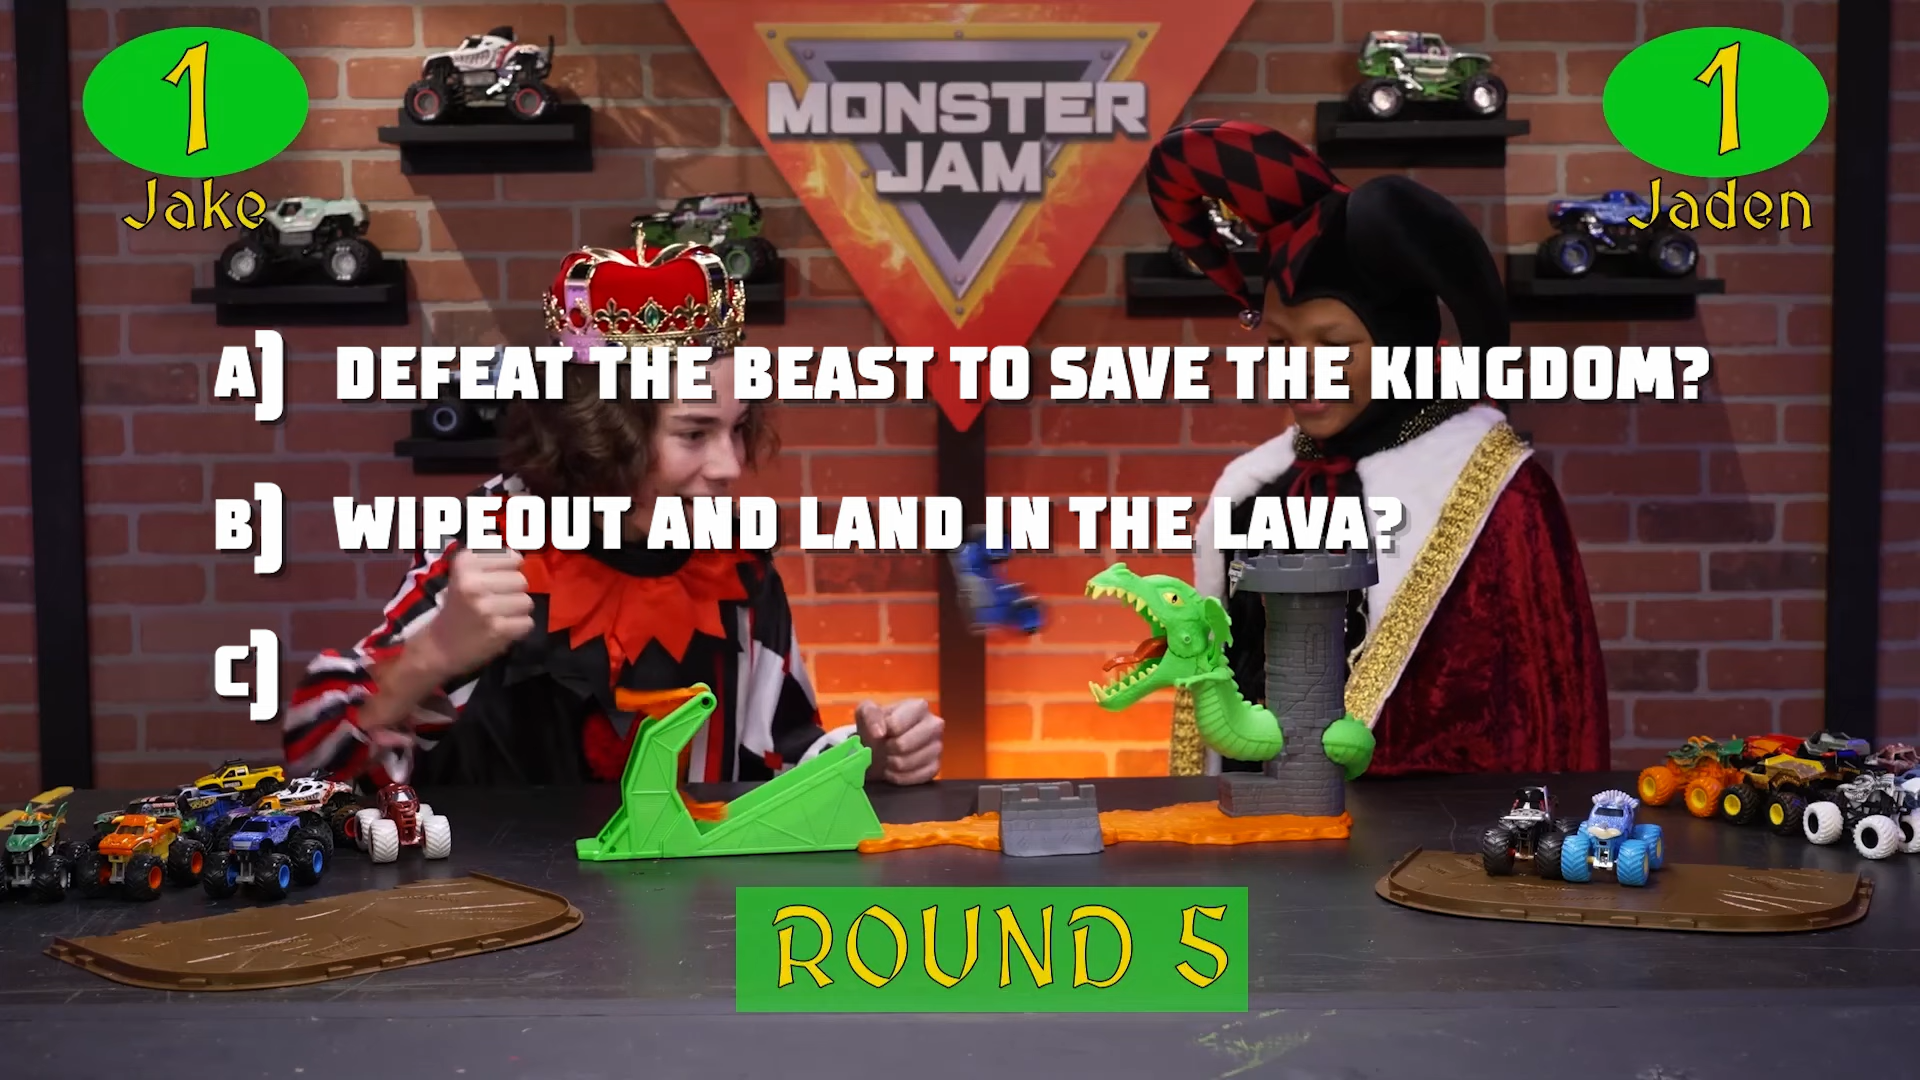 1
Jake
MONSTER
JAM
1
Jaden
A) DEFEAT THE BEAST TO SAVE THE KINGDOM?
B) WIPEOUT AND LAND IN THE LAVA?
C)
ROUND 5